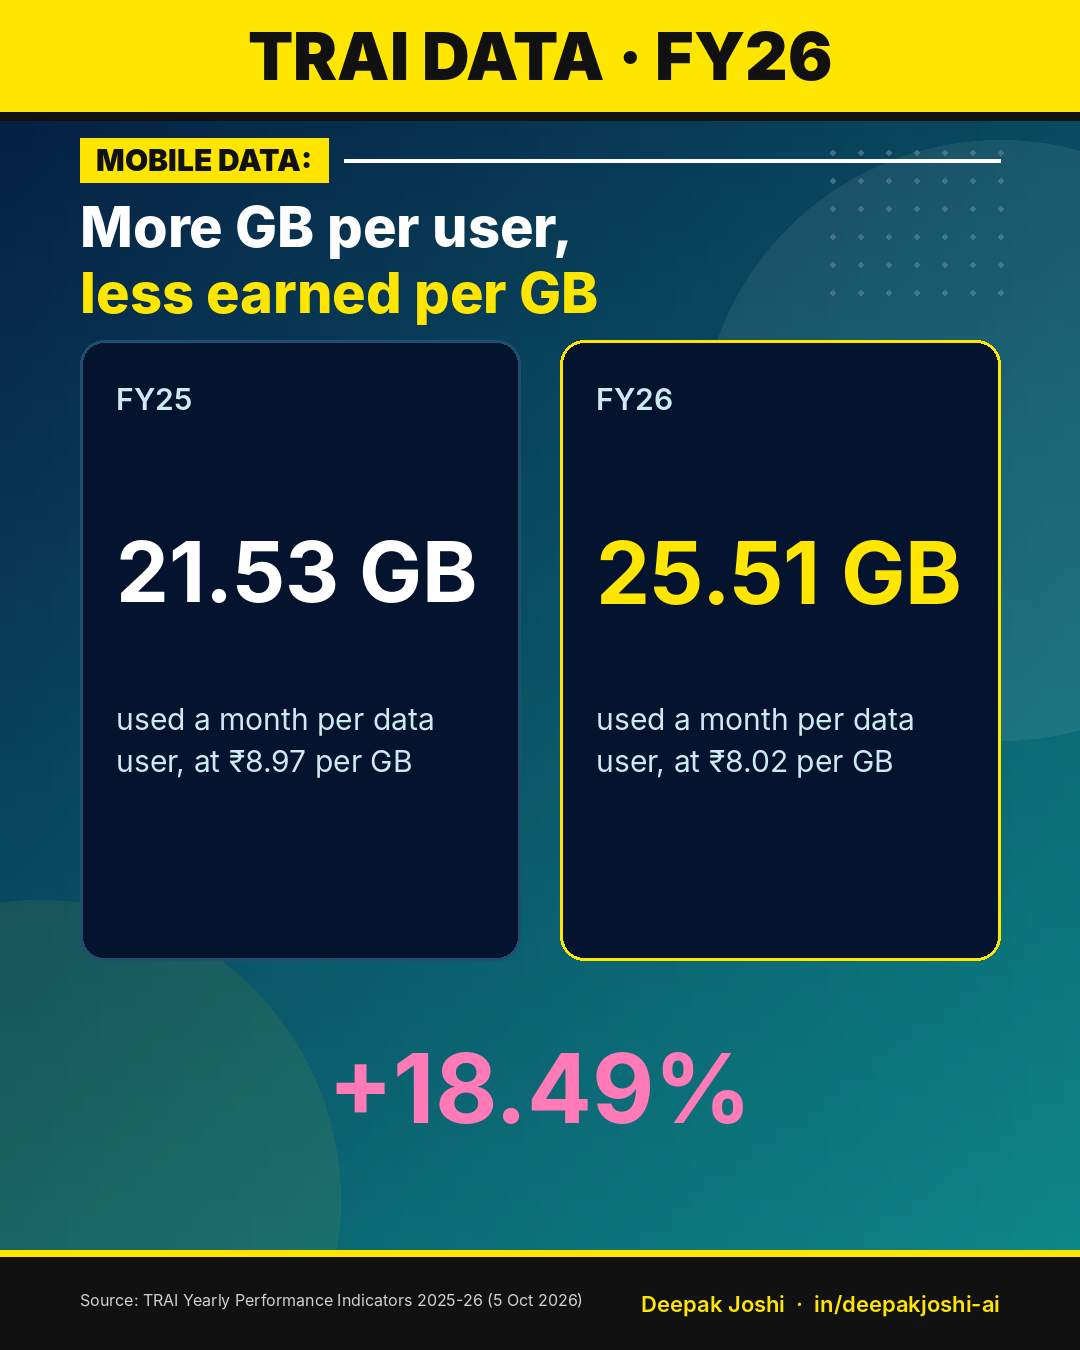 TRAI DATA · FY26
MOBILE DATA:
More GB per user,
less earned per GB
FY25
21.53 GB
used a month per data
user, at ₹8.97 per GB
FY26
25.51 GB
used a month per data
user, at ₹8.02 per GB
+18.49%
Source: TRAI Yearly Performance Indicators 2025-26 (5 Oct 2026)
Deepak Joshi · in/deepakjoshi-ai